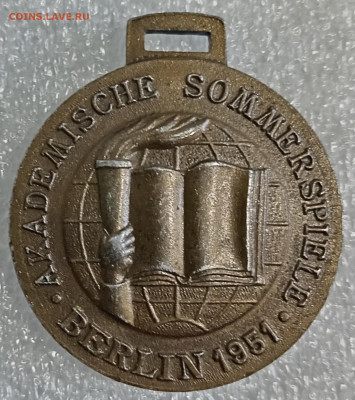 COINS.LAVE.RU
· AKADEMISCHE SOMMERSPIELE ·
BERLIN 1951